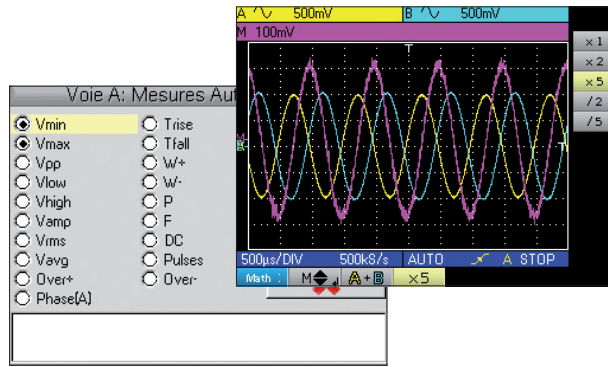 A 500mV B 500mV
M 100mV
T
x 1
x 2
x 5
/ 2
/ 5
T
500µs/DIV 500kS/s AUTO A STOP
Math : M A + B x 5
Voie A: Mesures Aut
Vmin Trise
Vmax Tfall
Vpp W+
Vlow W-
Vhigh P
Vamp F
Vrms DC
Vavg Pulses
Over+ Over-
Phase(A)